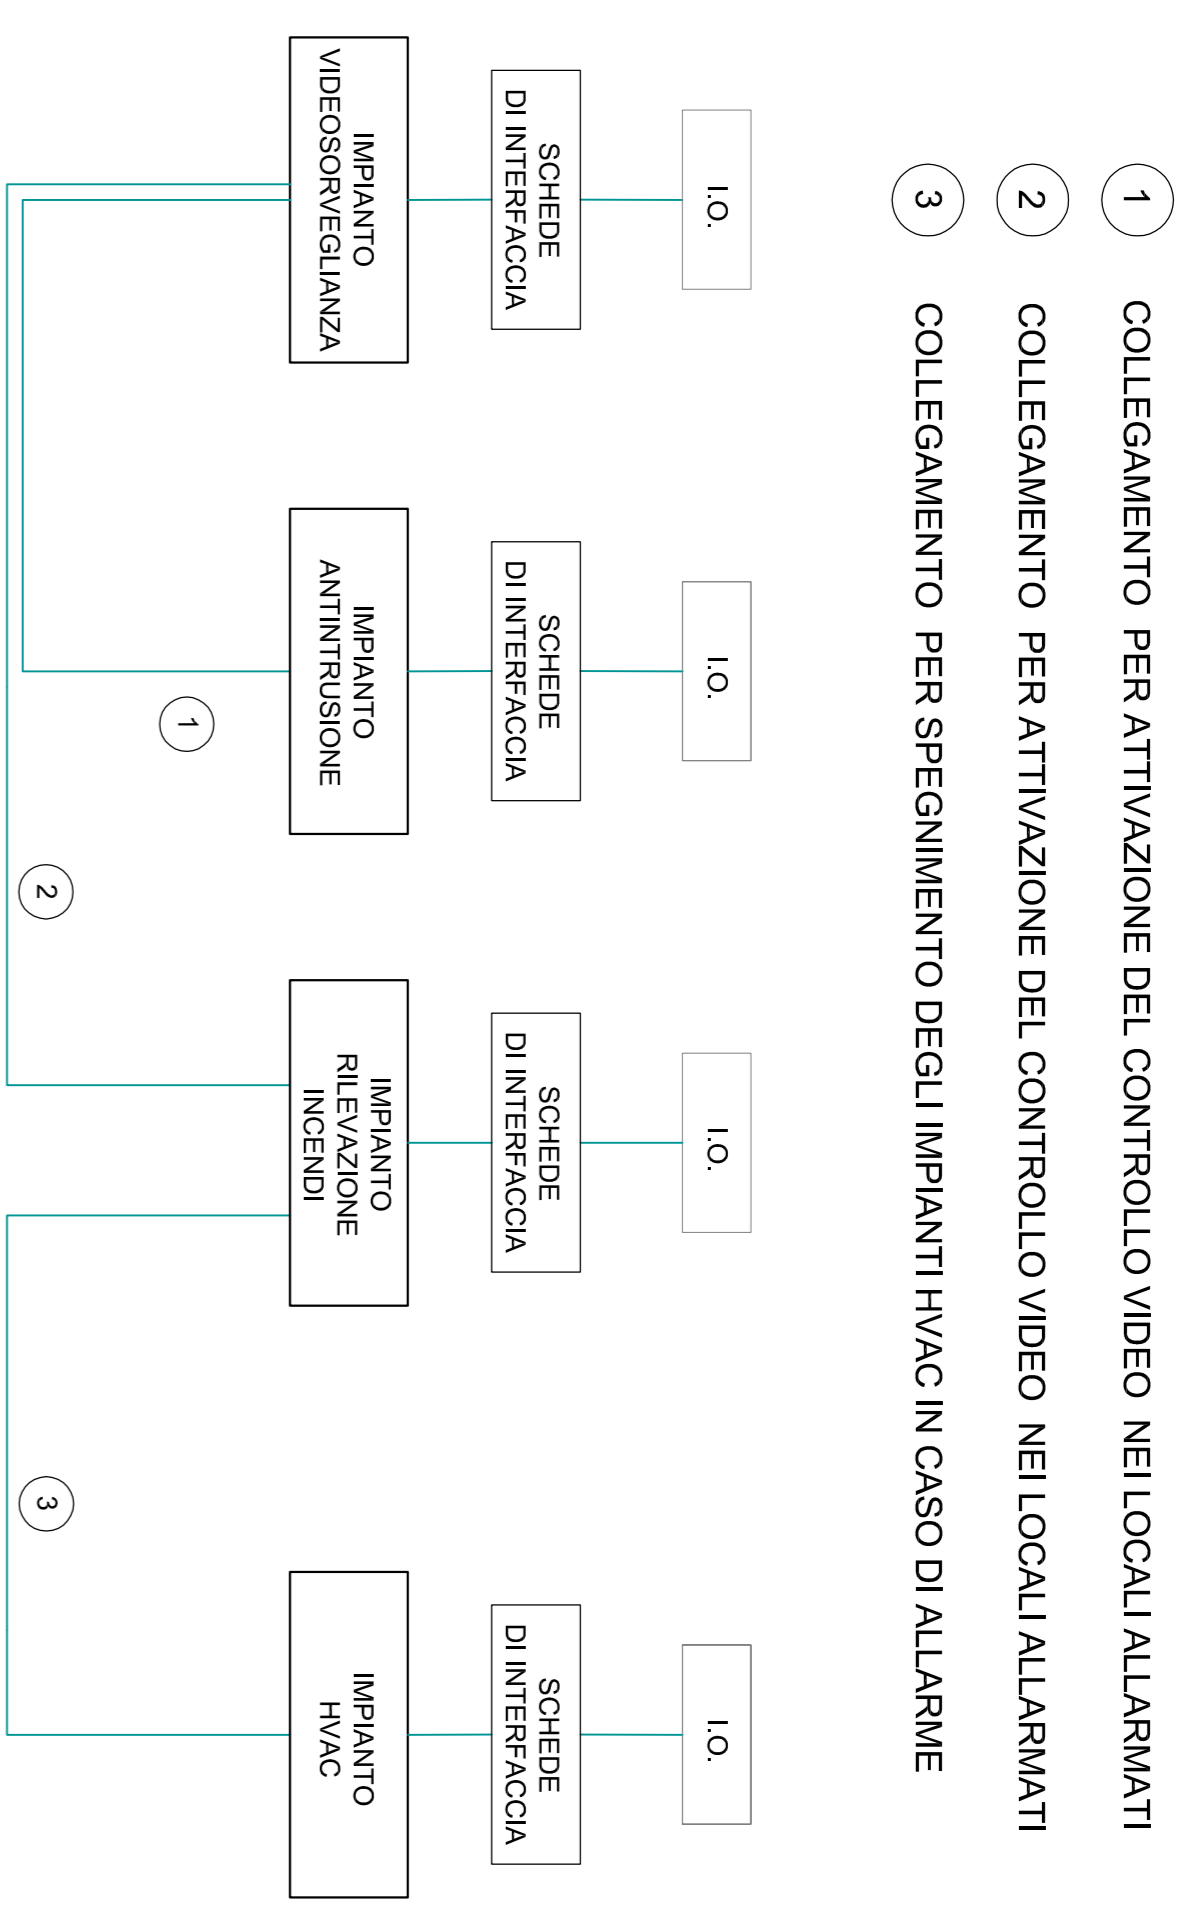 1 COLLEGAMENTO PER ATTIVAZIONE DEL CONTROLLO VIDEO NEI LOCALI ALLARMATI
2 COLLEGAMENTO PER ATTIVAZIONE DEL CONTROLLO VIDEO NEI LOCALI ALLARMATI
3 COLLEGAMENTO PER SPEGNIMENTO DEGLI IMPIANTI HVAC IN CASO DI ALLARME
I.O.
I.O.
I.O.
I.O.
SCHEDE
DI INTERFACCIA
SCHEDE
DI INTERFACCIA
SCHEDE
DI INTERFACCIA
SCHEDE
DI INTERFACCIA
IMPIANTO
VIDEOSORVEGLIANZA
IMPIANTO
ANTINTRUSIONE
IMPIANTO
RILEVAZIONE
INCENDI
IMPIANTO
HVAC
1
2
3